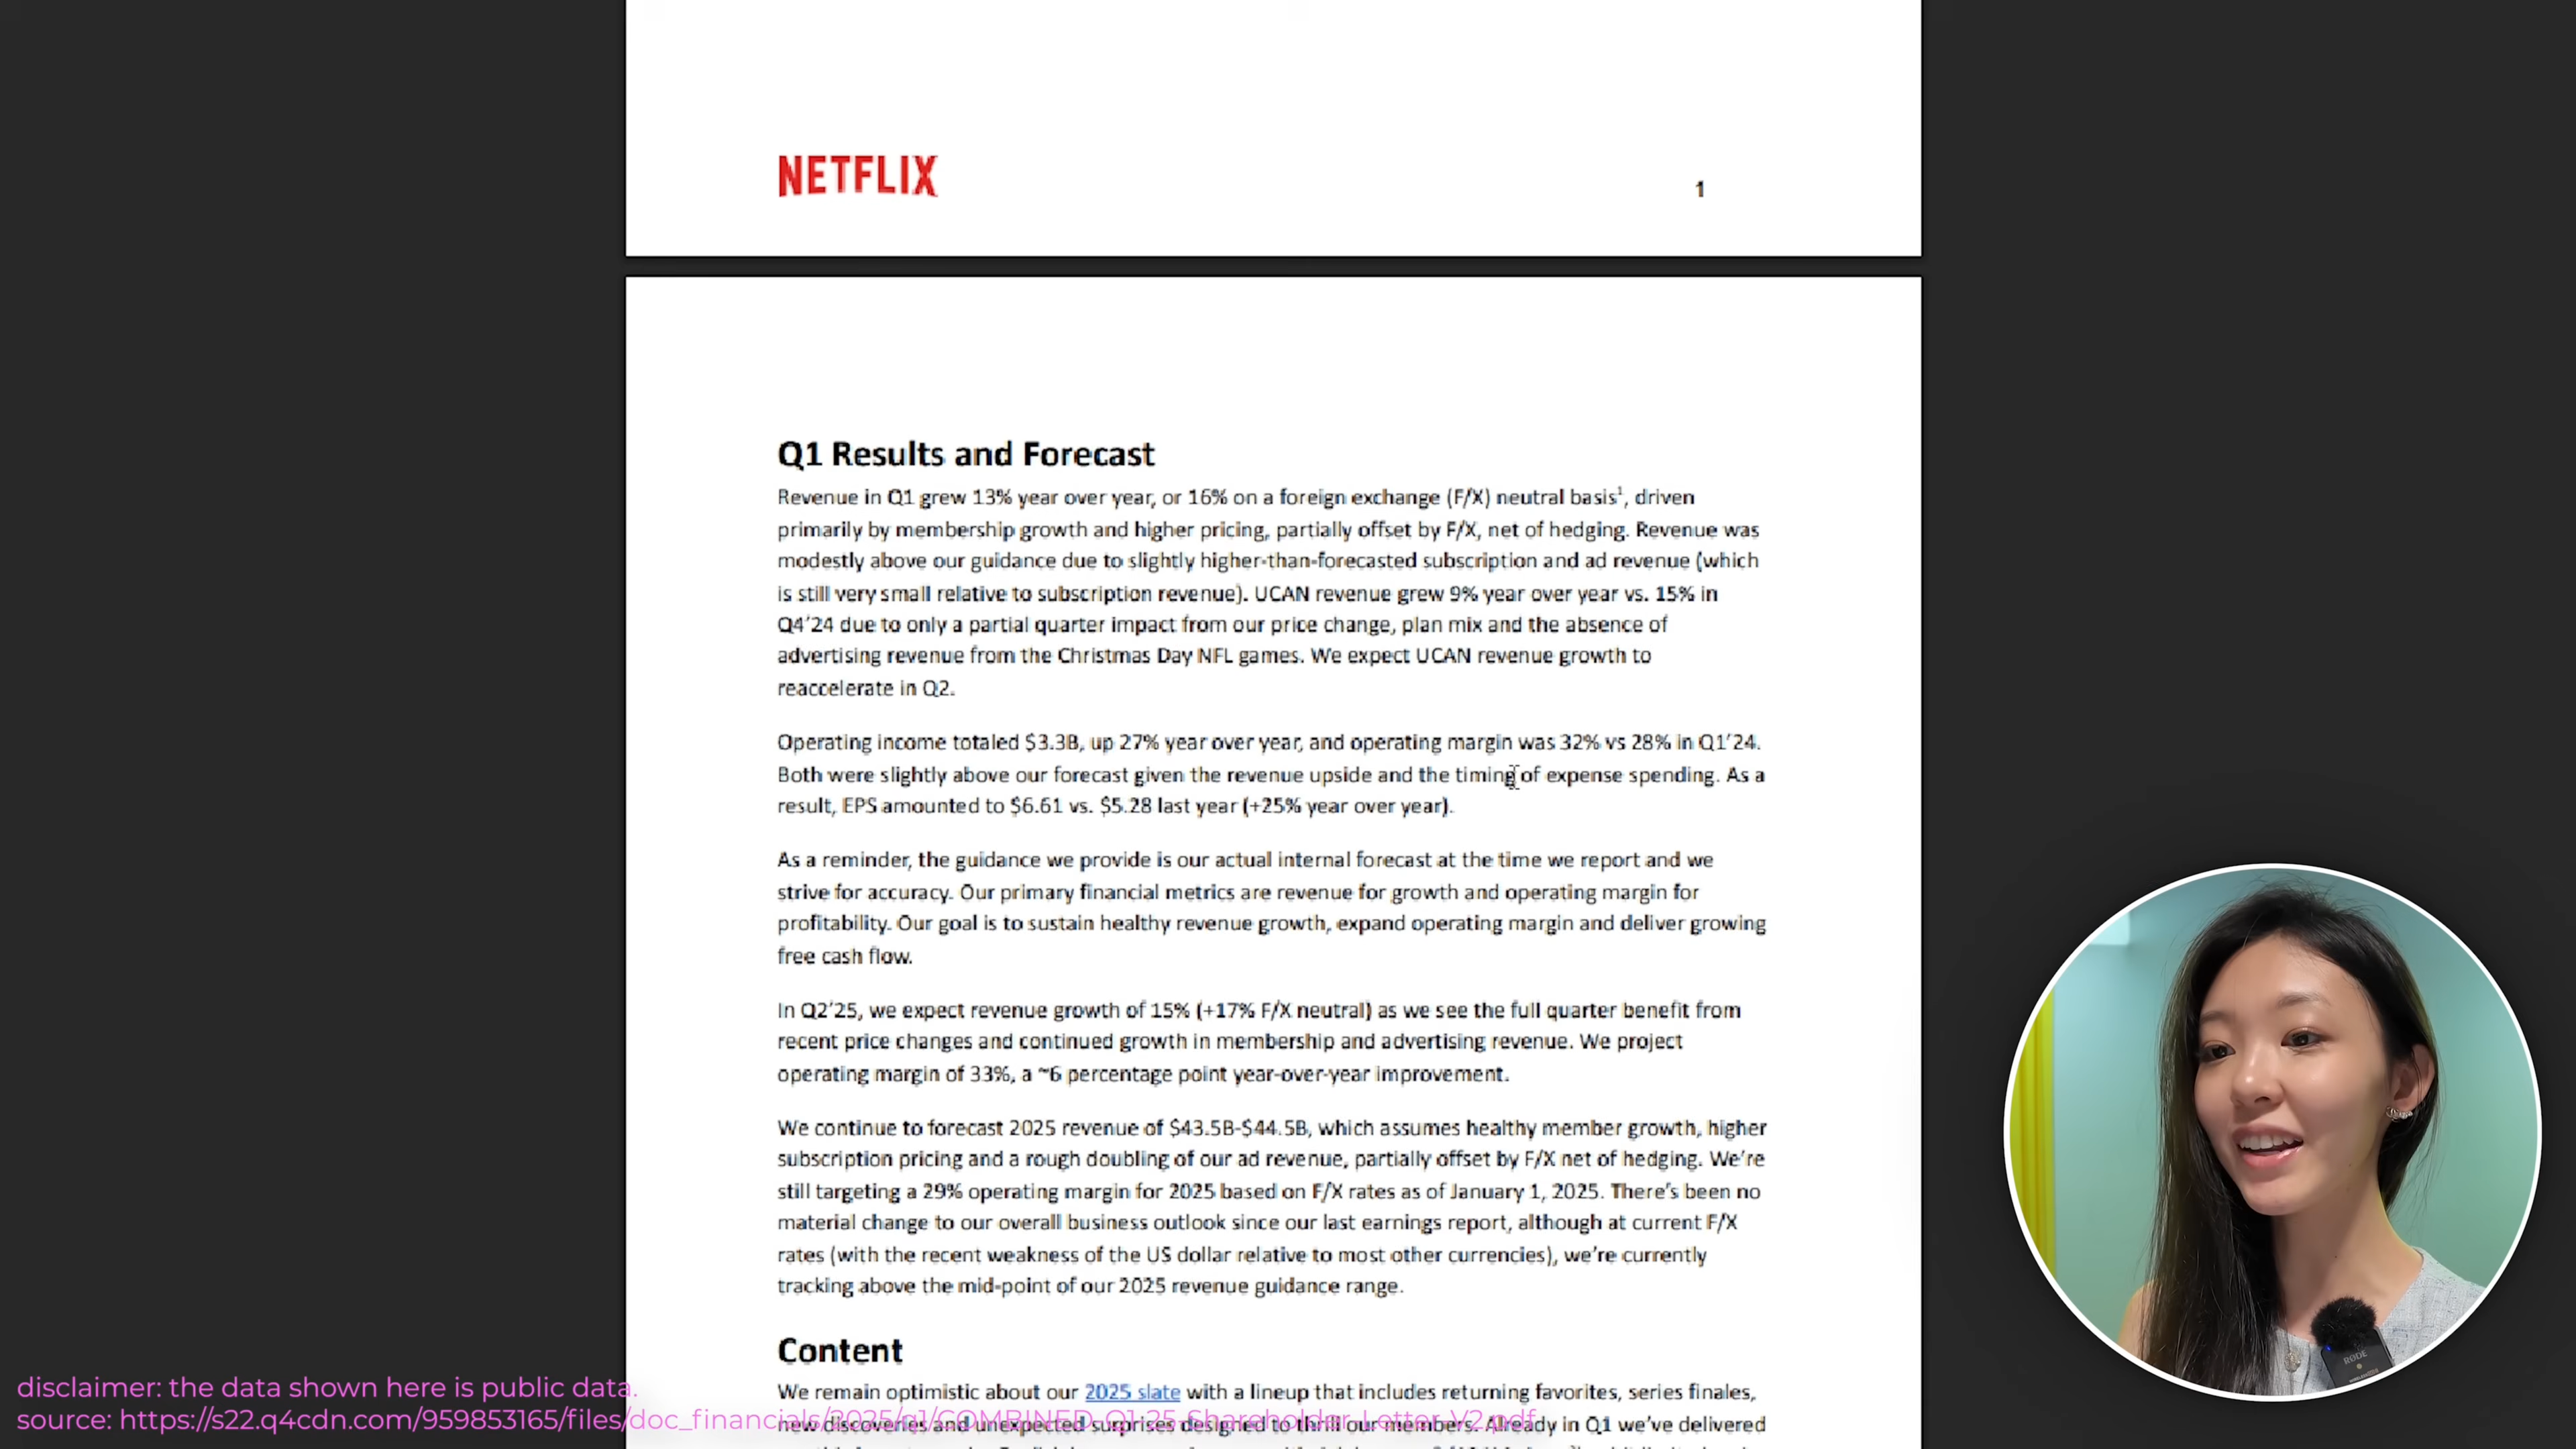 NETFLIX
1
Q1 Results and Forecast
Revenue in Q1 grew 13% year over year, or 16% on a foreign exchange (F/X) neutral basis¹, driven
primarily by membership growth and higher pricing, partially offset by F/X, net of hedging. Revenue was
modestly above our guidance due to slightly higher-than-forecasted subscription and ad revenue (which
is still very small relative to subscription revenue). UCAN revenue grew 9% year over year vs. 15% in
Q4'24 due to only a partial quarter impact from our price change, plan mix and the absence of
advertising revenue from the Christmas Day NFL games. We expect UCAN revenue growth to
reaccelerate in Q2.
Operating income totaled $3.3B, up 27% year over year, and operating margin was 32% vs 28% in Q1'24.
Both were slightly above our forecast given the revenue upside and the timing of expense spending. As a
result, EPS amounted to $6.61 vs. $5.28 last year (+25% year over year).
As a reminder, the guidance we provide is our actual internal forecast at the time we report and we
strive for accuracy. Our primary financial metrics are revenue for growth and operating margin for
profitability. Our goal is to sustain healthy revenue growth, expand operating margin and deliver growing
free cash flow.
In Q2'25, we expect revenue growth of 15% (+17% F/X neutral) as we see the full quarter benefit from
recent price changes and continued growth in membership and advertising revenue. We project
operating margin of 33%, a ~6 percentage point year-over-year improvement.
We continue to forecast 2025 revenue of $43.5B-$44.5B, which assumes healthy member growth, higher
subscription pricing and a rough doubling of our ad revenue, partially offset by F/X net of hedging. We're
still targeting a 29% operating margin for 2025 based on F/X rates as of January 1, 2025. There's been no
material change to our overall business outlook since our last earnings report, although at current F/X
rates (with the recent weakness of the US dollar relative to most other currencies), we're currently
tracking above the mid-point of our 2025 revenue guidance range.
Content
We remain optimistic about our 2025 slate with a lineup that includes returning favorites, series finales,
new discoveries and unexpected surprises designed to thrill our members. Already in Q1 we've delivered
disclaimer: the data shown here is public data.
source: https://s22.q4cdn.com/959853165/files/doc_financials/2025/q1/COMBINED-Q1-25-Shareholder-Letter-V2.pdf
RØDE